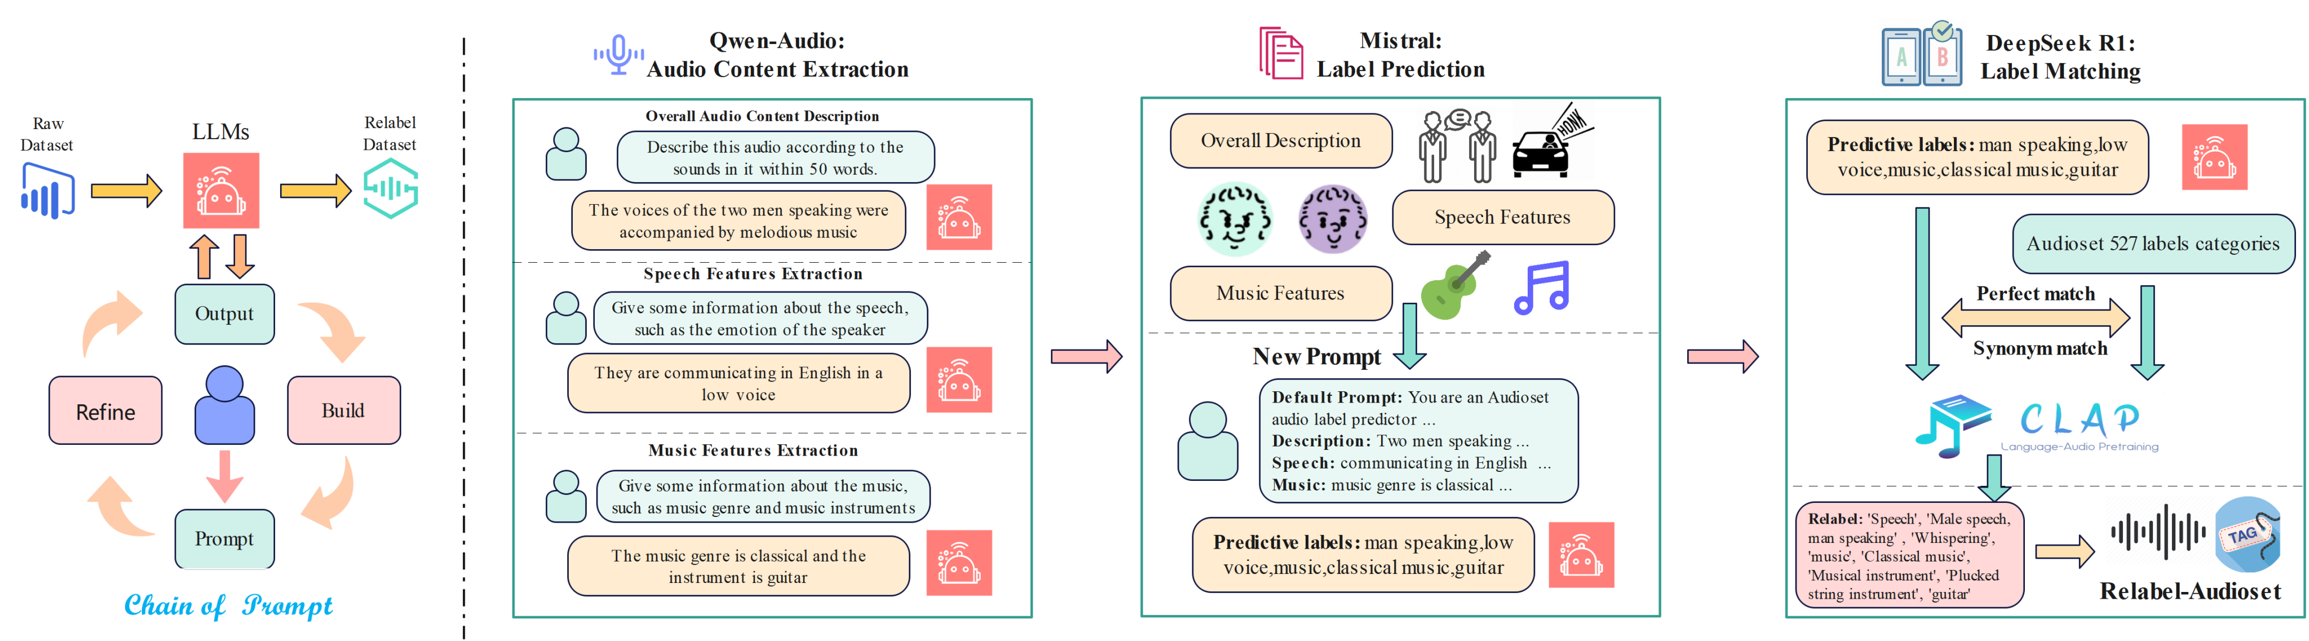 Raw
Dataset
LLMs
Relabel
Dataset
Output
Refine
Build
Prompt
Chain of Prompt
Qwen-Audio:
Audio Content Extraction
Overall Audio Content Description
Describe this audio according to the
sounds in it within 50 words.
The voices of the two men speaking were
accompanied by melodious music
Speech Features Extraction
Give some information about the speech,
such as the emotion of the speaker
They are communicating in English in a
low voice
Music Features Extraction
Give some information about the music,
such as music genre and music instruments
The music genre is classical and the
instrument is guitar
Mistral:
Label Prediction
Overall Description
HONK
Speech Features
Music Features
New Prompt
Default Prompt: You are an Audioset
audio label predictor ...
Description: Two men speaking ...
Speech: communicating in English ...
Music: music genre is classical ...
Predictive labels: man speaking,low
voice,music,classical music,guitar
A B
DeepSeek R1:
Label Matching
Predictive labels: man speaking,low
voice,music,classical music,guitar
Audioset 527 labels categories
Perfect match
Synonym match
CLAP
Language-Audio Pretraining
Relabel: 'Speech', 'Male speech,
man speaking' , 'Whispering',
'music', 'Classical music',
'Musical instrument', 'Plucked
string instrument', 'guitar'
TAG
Relabel-Audioset